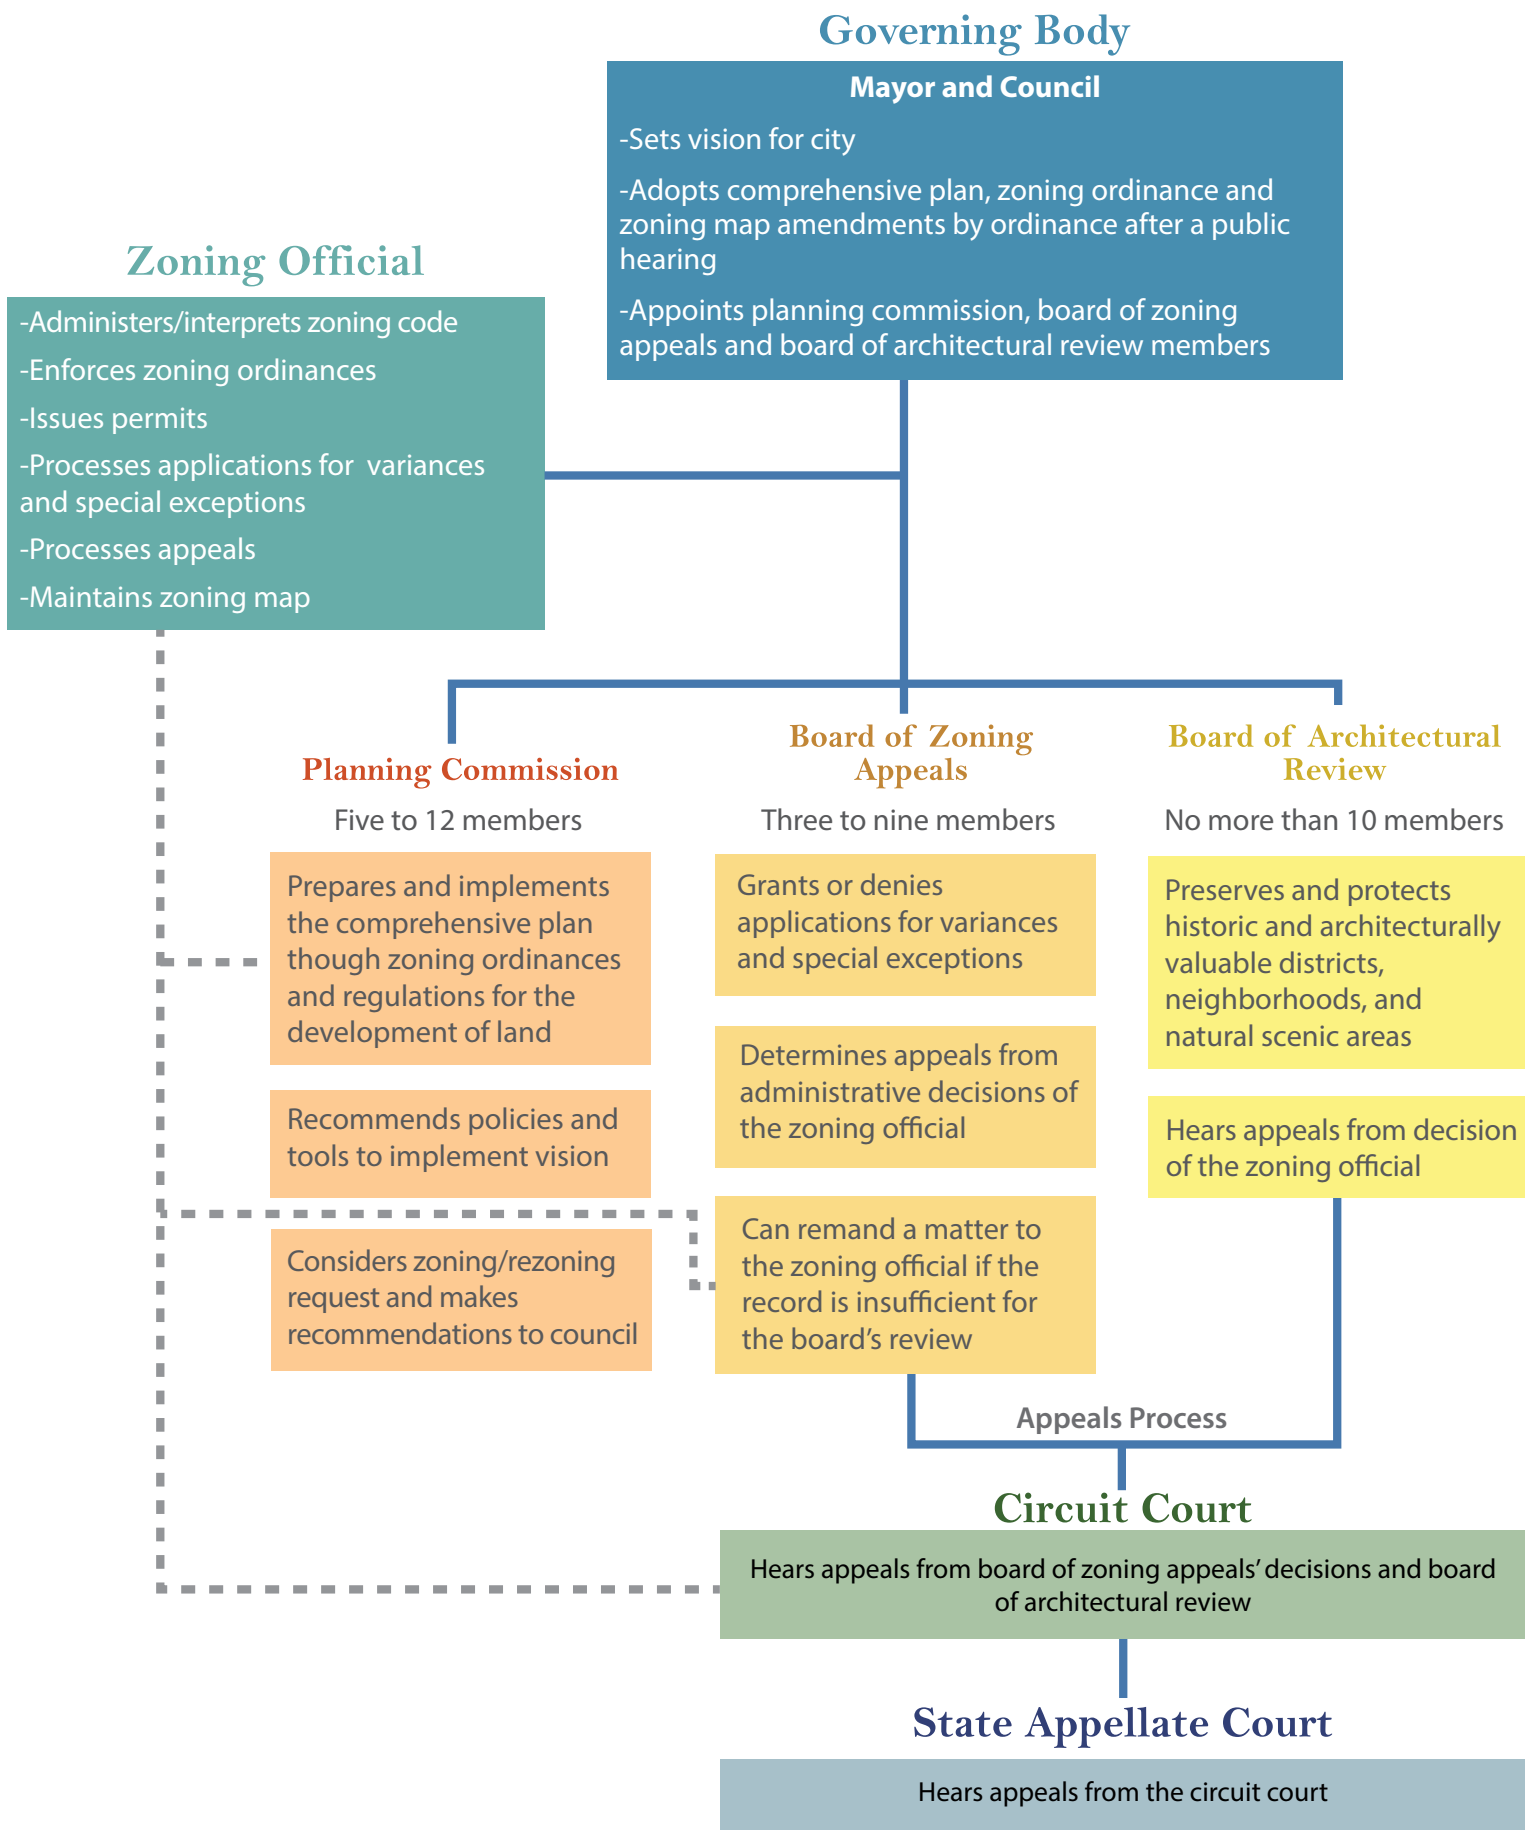 Governing Body
Mayor and Council
-Sets vision for city
-Adopts comprehensive plan, zoning ordinance and
zoning map amendments by ordinance after a public
hearing
-Appoints planning commission, board of zoning
appeals and board of architectural review members
Zoning Official
-Administers/interprets zoning code
-Enforces zoning ordinances
-Issues permits
-Processes applications for variances
and special exceptions
-Processes appeals
-Maintains zoning map
Planning Commission
Five to 12 members
Prepares and implements
the comprehensive plan
though zoning ordinances
and regulations for the
development of land
Recommends policies and
tools to implement vision
Considers zoning/rezoning
request and makes
recommendations to council
Board of Zoning
Appeals
Three to nine members
Grants or denies
applications for variances
and special exceptions
Determines appeals from
administrative decisions of
the zoning official
Can remand a matter to
the zoning official if the
record is insufficient for
the board’s review
Board of Architectural
Review
No more than 10 members
Preserves and protects
historic and architecturally
valuable districts,
neighborhoods, and
natural scenic areas
Hears appeals from decision
of the zoning official
Appeals Process
Circuit Court
Hears appeals from board of zoning appeals’ decisions and board
of architectural review
State Appellate Court
Hears appeals from the circuit court